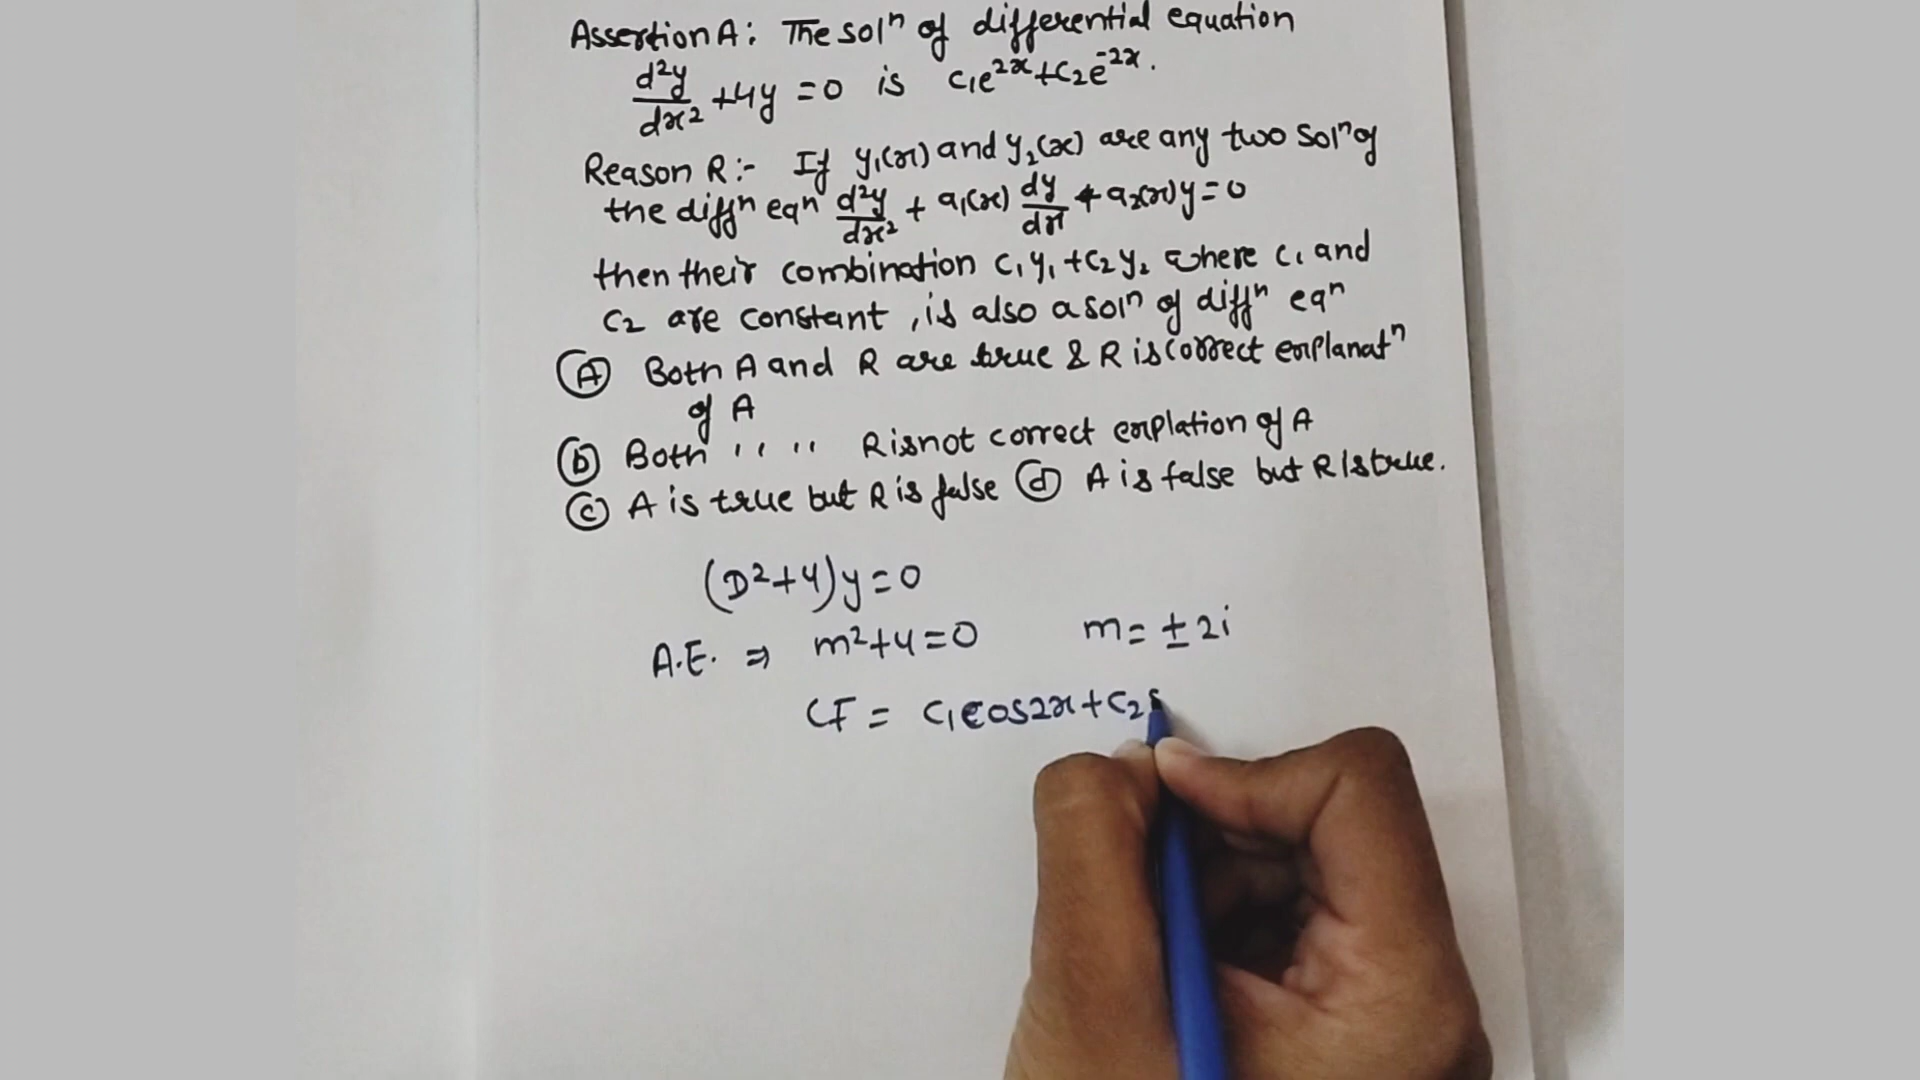 Assertion A: The solⁿ of differential equation
d²y/dx² + 4y = 0 is c₁e²ˣ+c₂e⁻²ˣ.
Reason R:- If y₁(x) and y₂(x) are any two solⁿ of
the diffⁿ eqⁿ d²y/dx² + a₁(x) dy/dx + a₂(x)y=0
then their combination c₁y₁+c₂y₂ where c₁ and
c₂ are constant, is also a solⁿ of diffⁿ eqⁿ
(A) Both A and R are true & R is correct explanatⁿ
of A
(b) Both ,, ,, R is not correct explation of A
(c) A is true but R is false (d) A is false but R is true.
(D²+4)y=0
A.E. ⇒ m²+4=0 m= ±2i
CF = c₁cos2x+c₂s